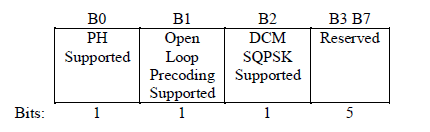 B0 B1 B2 B3 B7
PH Open DCM Reserved
Supported Loop SQPSK
Precoding Supported
Supported
Bits: 1 1 1 5